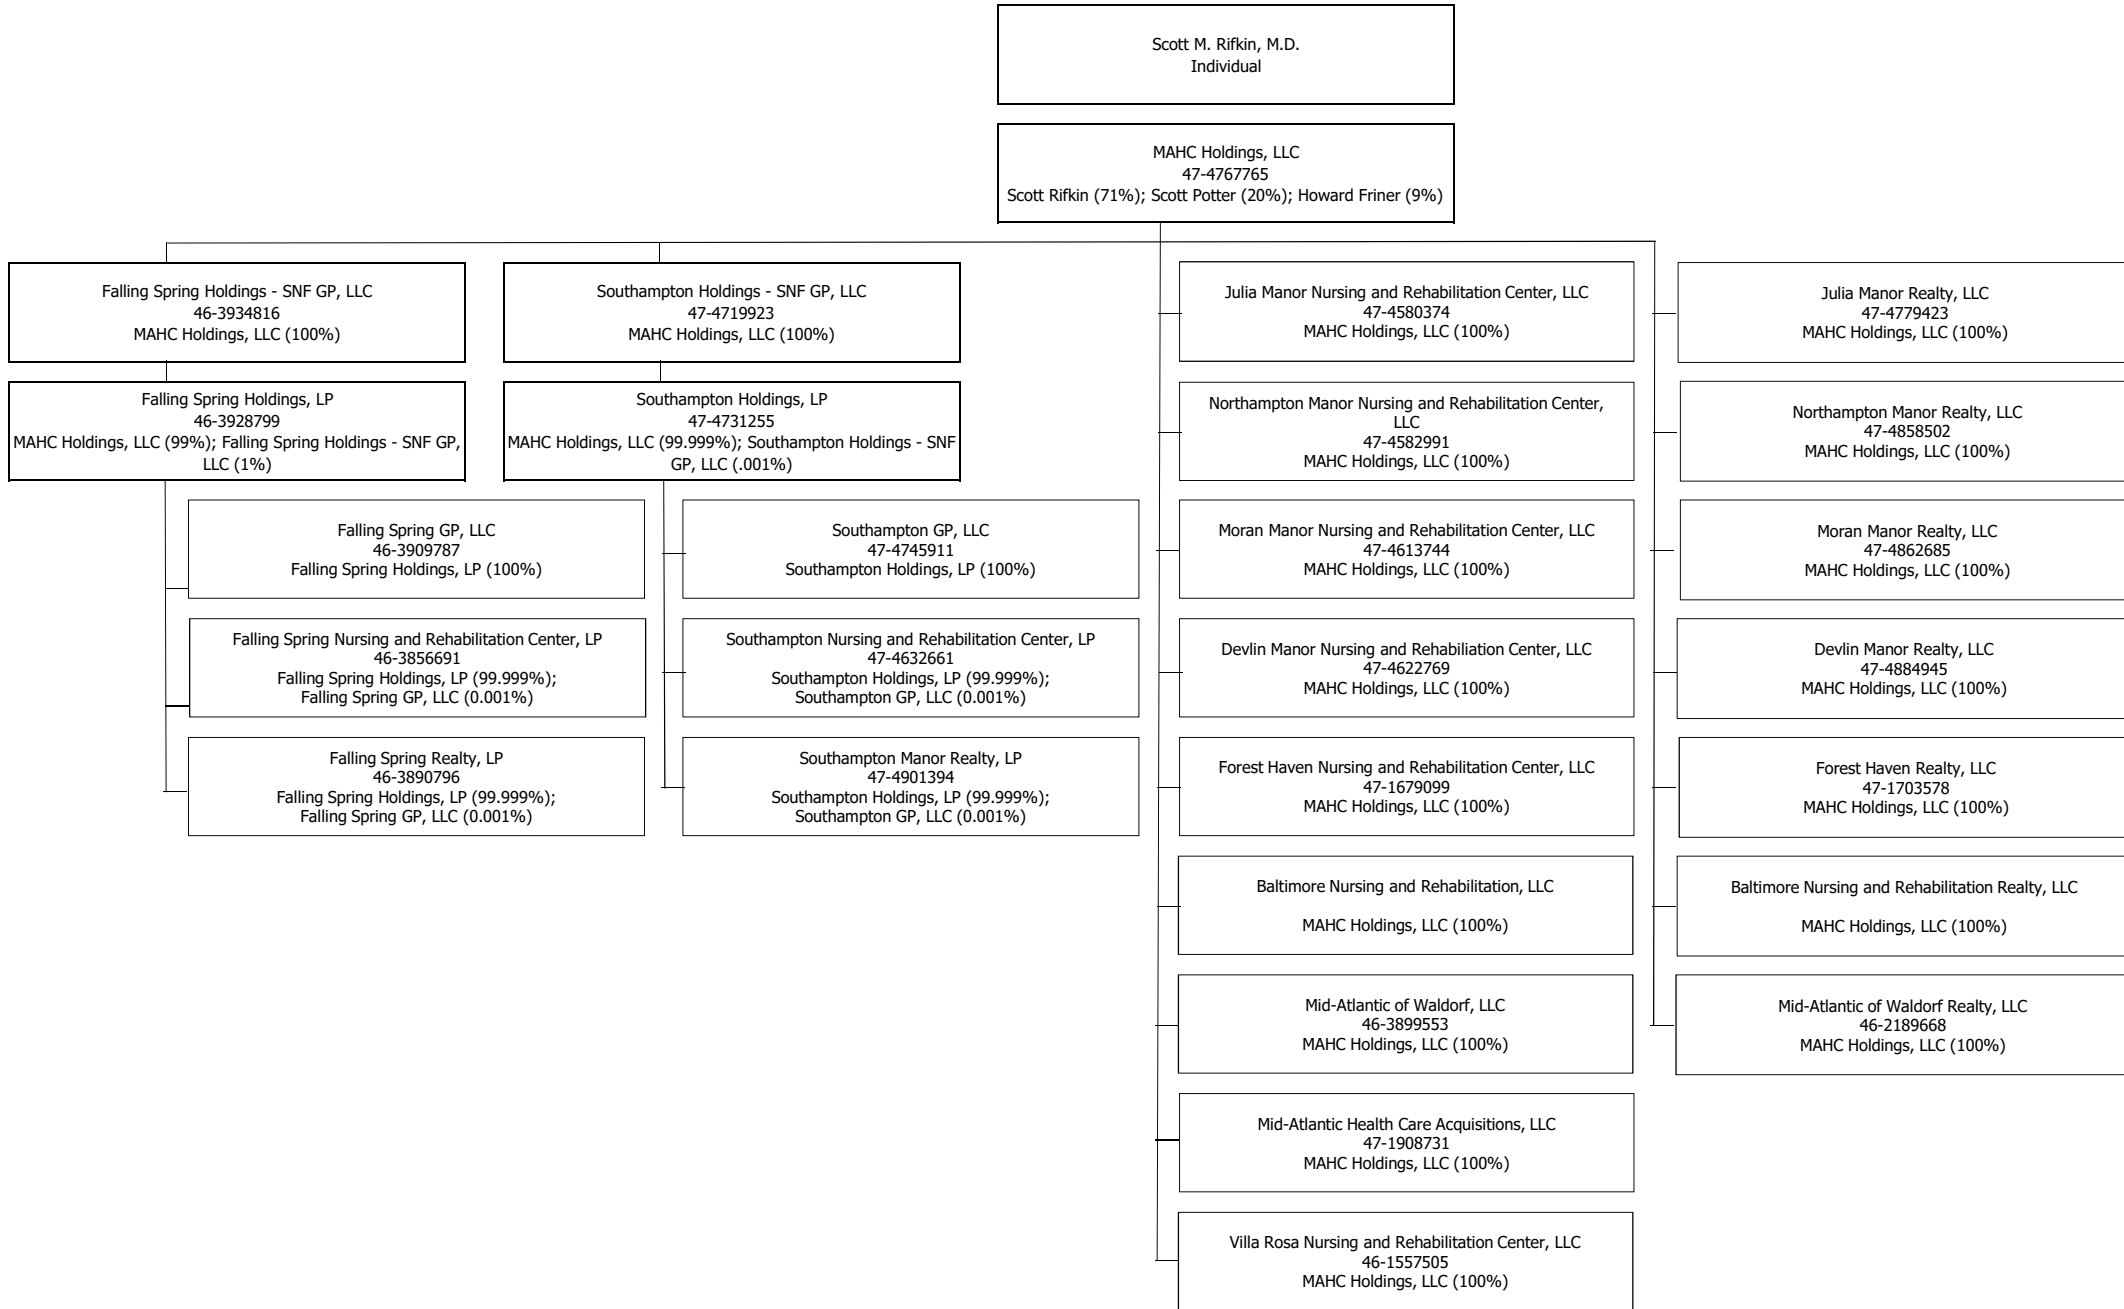 Scott M. Rifkin, M.D.
Individual
MAHC Holdings, LLC
47-4767765
Scott Rifkin (71%); Scott Potter (20%); Howard Friner (9%)
Falling Spring Holdings - SNF GP, LLC
46-3934816
MAHC Holdings, LLC (100%)
Falling Spring Holdings, LP
46-3928799
MAHC Holdings, LLC (99%); Falling Spring Holdings - SNF GP,
LLC (1%)
Falling Spring GP, LLC
46-3909787
Falling Spring Holdings, LP (100%)
Falling Spring Nursing and Rehabilitation Center, LP
46-3856691
Falling Spring Holdings, LP (99.999%);
Falling Spring GP, LLC (0.001%)
Falling Spring Realty, LP
46-3890796
Falling Spring Holdings, LP (99.999%);
Falling Spring GP, LLC (0.001%)
Southampton Holdings - SNF GP, LLC
47-4719923
MAHC Holdings, LLC (100%)
Southampton Holdings, LP
47-4731255
MAHC Holdings, LLC (99.999%); Southampton Holdings - SNF
GP, LLC (.001%)
Southampton GP, LLC
47-4745911
Southampton Holdings, LP (100%)
Southampton Nursing and Rehabilitation Center, LP
47-4632661
Southampton Holdings, LP (99.999%);
Southampton GP, LLC (0.001%)
Southampton Manor Realty, LP
47-4901394
Southampton Holdings, LP (99.999%);
Southampton GP, LLC (0.001%)
Julia Manor Nursing and Rehabilitation Center, LLC
47-4580374
MAHC Holdings, LLC (100%)
Northampton Manor Nursing and Rehabilitation Center,
LLC
47-4582991
MAHC Holdings, LLC (100%)
Moran Manor Nursing and Rehabilitation Center, LLC
47-4613744
MAHC Holdings, LLC (100%)
Devlin Manor Nursing and Rehabiliation Center, LLC
47-4622769
MAHC Holdings, LLC (100%)
Forest Haven Nursing and Rehabilitation Center, LLC
47-1679099
MAHC Holdings, LLC (100%)
Baltimore Nursing and Rehabilitation, LLC
MAHC Holdings, LLC (100%)
Mid-Atlantic of Waldorf, LLC
46-3899553
MAHC Holdings, LLC (100%)
Mid-Atlantic Health Care Acquisitions, LLC
47-1908731
MAHC Holdings, LLC (100%)
Villa Rosa Nursing and Rehabilitation Center, LLC
46-1557505
MAHC Holdings, LLC (100%)
Julia Manor Realty, LLC
47-4779423
MAHC Holdings, LLC (100%)
Northampton Manor Realty, LLC
47-4858502
MAHC Holdings, LLC (100%)
Moran Manor Realty, LLC
47-4862685
MAHC Holdings, LLC (100%)
Devlin Manor Realty, LLC
47-4884945
MAHC Holdings, LLC (100%)
Forest Haven Realty, LLC
47-1703578
MAHC Holdings, LLC (100%)
Baltimore Nursing and Rehabilitation Realty, LLC
MAHC Holdings, LLC (100%)
Mid-Atlantic of Waldorf Realty, LLC
46-2189668
MAHC Holdings, LLC (100%)